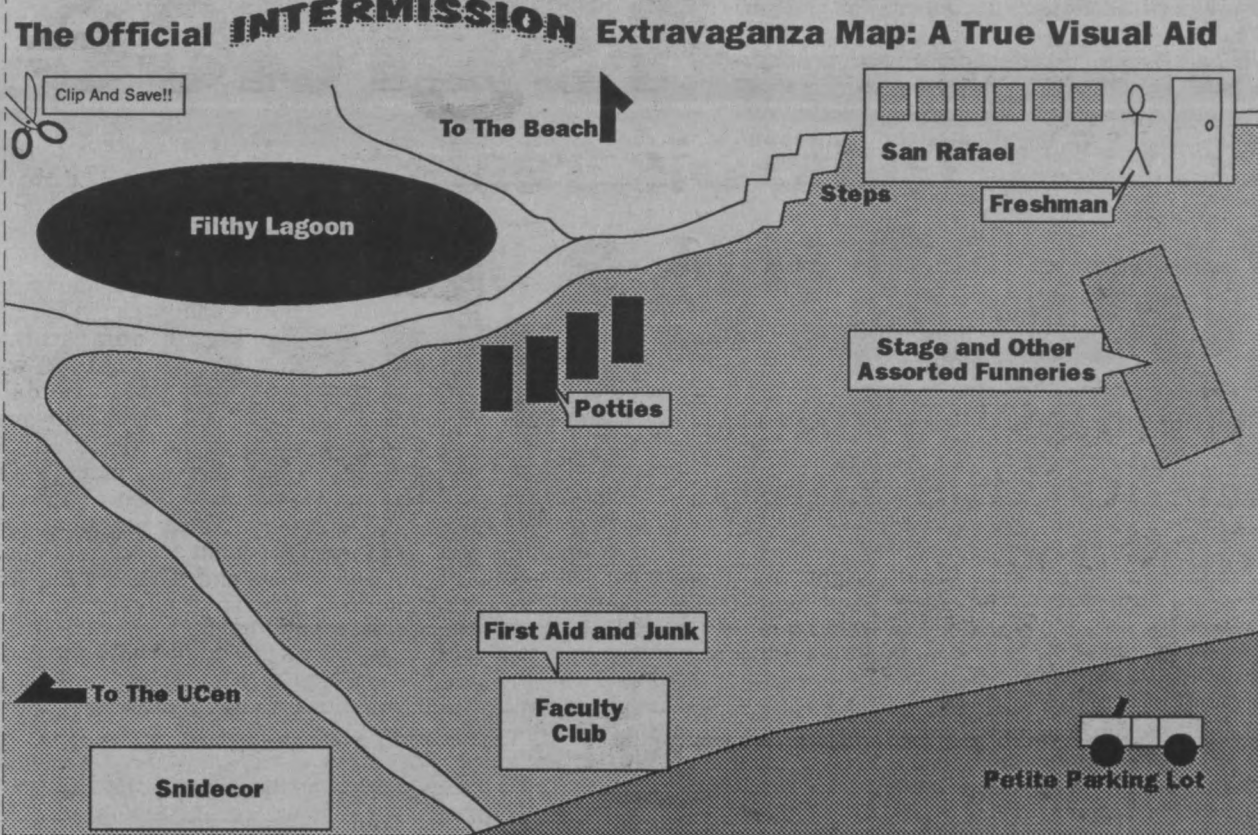 The Official INTERMISSION Extravaganza Map: A True Visual Aid
Clip And Save!!
To The Beach
San Rafael
Steps
Freshman
Filthy Lagoon
Stage and Other
Assorted Funneries
Potties
First Aid and Junk
Faculty
Club
To The UCen
Snidecor
Petite Parking Lot